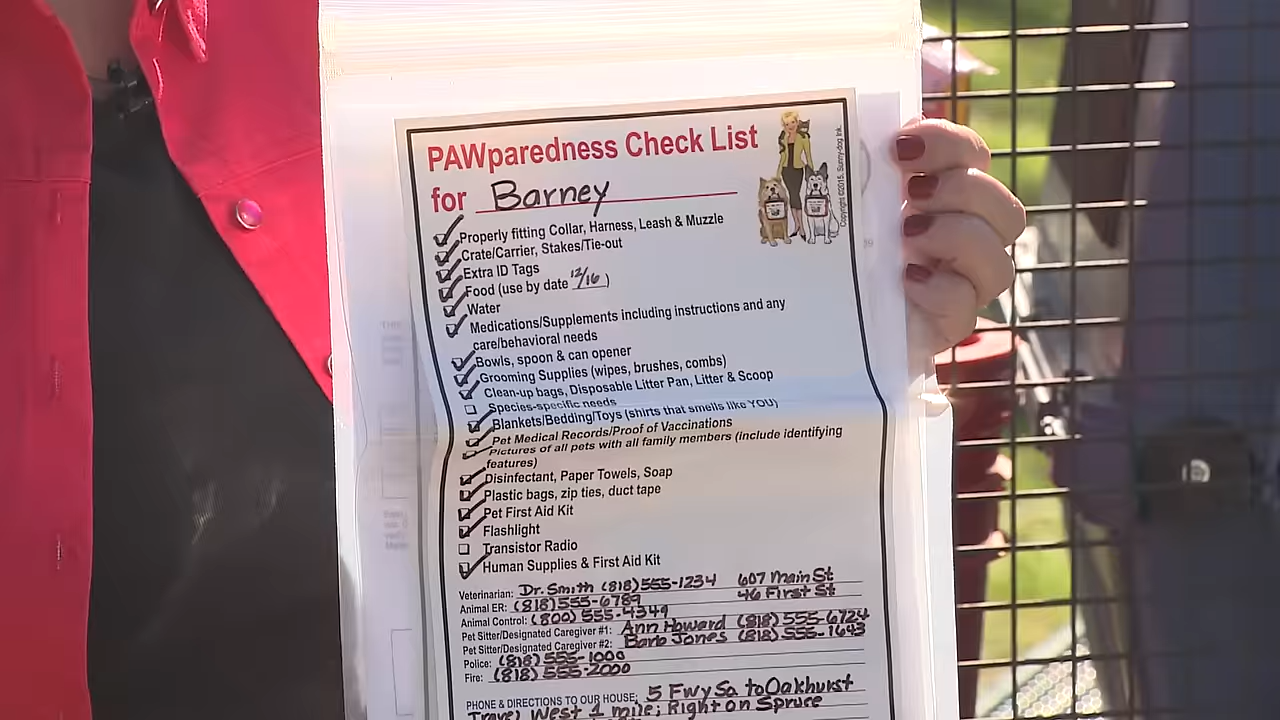 PAWparedness Check List
for Barney
Copyright ©2015, Sunny-dog Ink.
Properly fitting Collar, Harness, Leash & Muzzle
Crate/Carrier, Stakes/Tie-out
Extra ID Tags
Food (use by date 12/16)
Water
Medications/Supplements including instructions and any
care/behavioral needs
Bowls, spoon & can opener
Grooming Supplies (wipes, brushes, combs)
Clean-up bags, Disposable Litter Pan, Litter & Scoop
Species-specific needs
Blankets/Bedding/Toys (shirts that smells like YOU)
Pet Medical Records/Proof of Vaccinations
Pictures of all pets with all family members (include identifying
features)
Disinfectant, Paper Towels, Soap
Plastic bags, zip ties, duct tape
Pet First Aid Kit
Flashlight
Transistor Radio
Human Supplies & First Aid Kit
Veterinarian: Dr. Smith (818) 555-1234 607 Main St
Animal ER: (818) 555-6789 46 First St
Animal Control: (800) 555-4349
Pet Sitter/Designated Caregiver #1: Ann Howard (818) 555-6724
Pet Sitter/Designated Caregiver #2: Barb Jones (818) 555-1643
Police: (818) 555-1000
Fire: (818) 555-2000
PHONE & DIRECTIONS TO OUR HOUSE: 5 Fwy So to Oakhurst
Travel West 1 mile; Right on Spruce